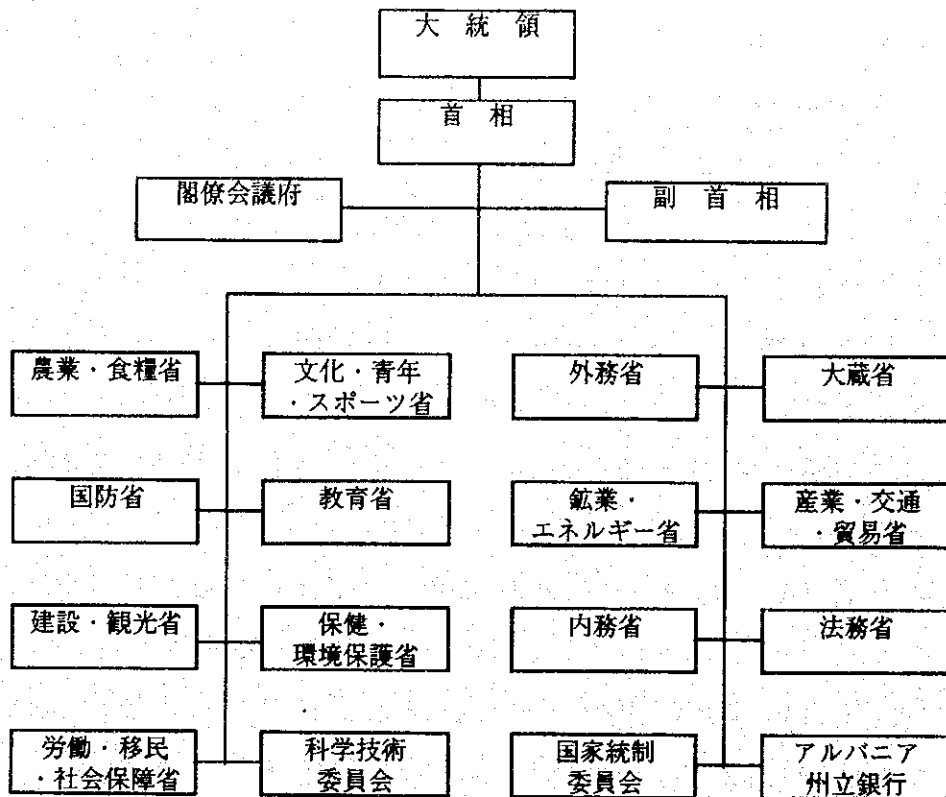 大統領
首相
閣僚会議府
副首相
農業・食糧省
文化・青年
・スポーツ省
外務省
大蔵省
国防省
教育省
鉱業・
エネルギー省
産業・交通
・貿易省
建設・観光省
保健・
環境保護省
内務省
法務省
労働・移民
・社会保障省
科学技術
委員会
国家統制
委員会
アルバニア
州立銀行